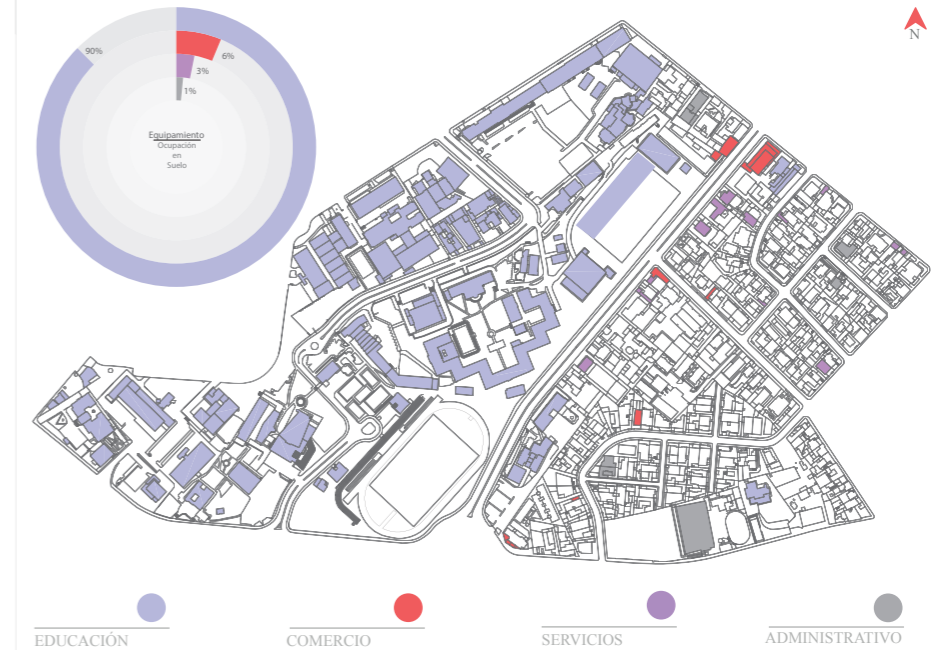 N
90%
6%
3%
1%
Equipamiento
Ocupación
en
Suelo
EDUCACIÓN
COMERCIO
SERVICIOS
ADMINISTRATIVO